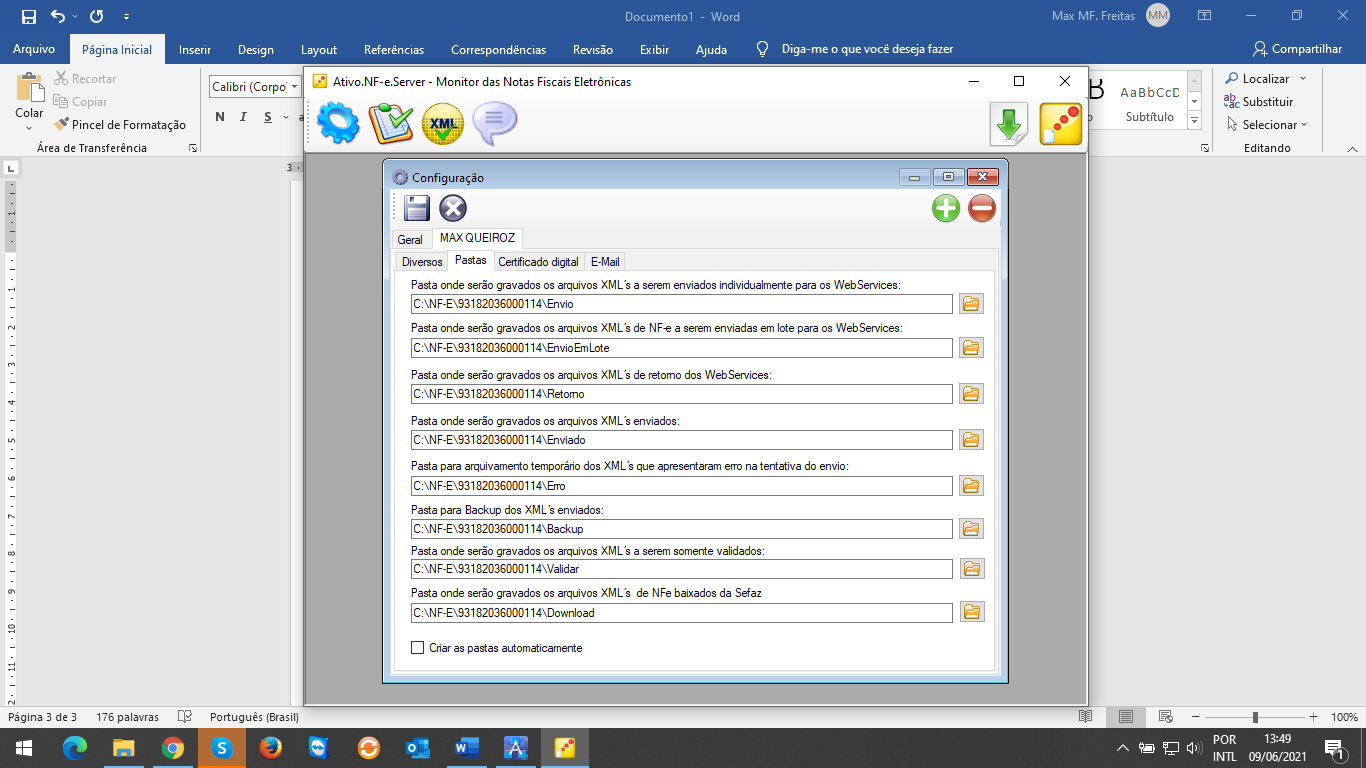 Documento1 - Word
Max MF. Freitas
MM
Arquivo
Página Inicial
Inserir
Design
Layout
Referências
Correspondências
Revisão
Exibir
Ajuda
Diga-me o que você deseja fazer
Compartilhar
Colar
Recortar
Copiar
Pincel de Formatação
Área de Transferência
Calibri (Corpo)
N I S
AaBbCcD
Subtítulo
Localizar
Substituir
Selecionar
Editando
Ativo.NF-e.Server - Monitor das Notas Fiscais Eletrônicas
XML
Configuração
Geral
MAX QUEIROZ
Diversos
Pastas
Certificado digital
E-Mail
Pasta onde serão gravados os arquivos XML´s a serem enviados individualmente para os WebServices:
C:\NF-E\93182036000114\Envio
Pasta onde serão gravados os arquivos XML´s de NF-e a serem enviadas em lote para os WebServices:
C:\NF-E\93182036000114\EnvioEmLote
Pasta onde serão gravados os arquivos XML´s de retorno dos WebServices:
C:\NF-E\93182036000114\Retorno
Pasta onde serão gravados os arquivos XML´s enviados:
C:\NF-E\93182036000114\Enviado
Pasta para arquivamento temporário dos XML´s que apresentaram erro na tentativa do envio:
C:\NF-E\93182036000114\Erro
Pasta para Backup dos XML´s enviados:
C:\NF-E\93182036000114\Backup
Pasta onde serão gravados os arquivos XML´s a serem somente validados:
C:\NF-E\93182036000114\Validar
Pasta onde serão gravados os arquivos XML´s de NFe baixados da Sefaz
C:\NF-E\93182036000114\Download
Criar as pastas automaticamente
Página 3 de 3
176 palavras
Português (Brasil)
100%
POR
INTL
13:49
09/06/2021
1